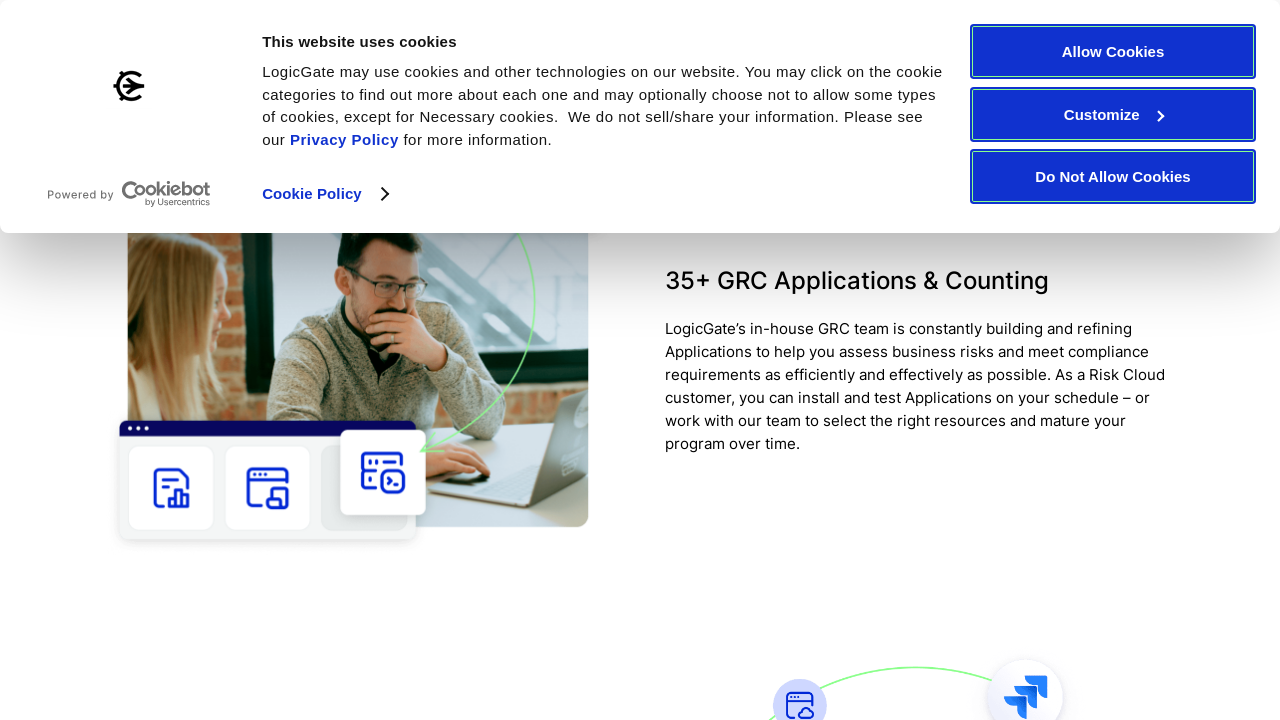 This website uses cookies
LogicGate may use cookies and other technologies on our website. You may click on the cookie
categories to find out more about each one and may optionally choose not to allow some types
of cookies, except for Necessary cookies.  We do not sell/share your information. Please see
our Privacy Policy for more information.
Cookie Policy
Powered by Cookiebot
by Usercentrics
Allow Cookies
Customize
Do Not Allow Cookies
35+ GRC Applications & Counting
LogicGate’s in-house GRC team is constantly building and refining
Applications to help you assess business risks and meet compliance
requirements as efficiently and effectively as possible. As a Risk Cloud
customer, you can install and test Applications on your schedule – or
work with our team to select the right resources and mature your
program over time.